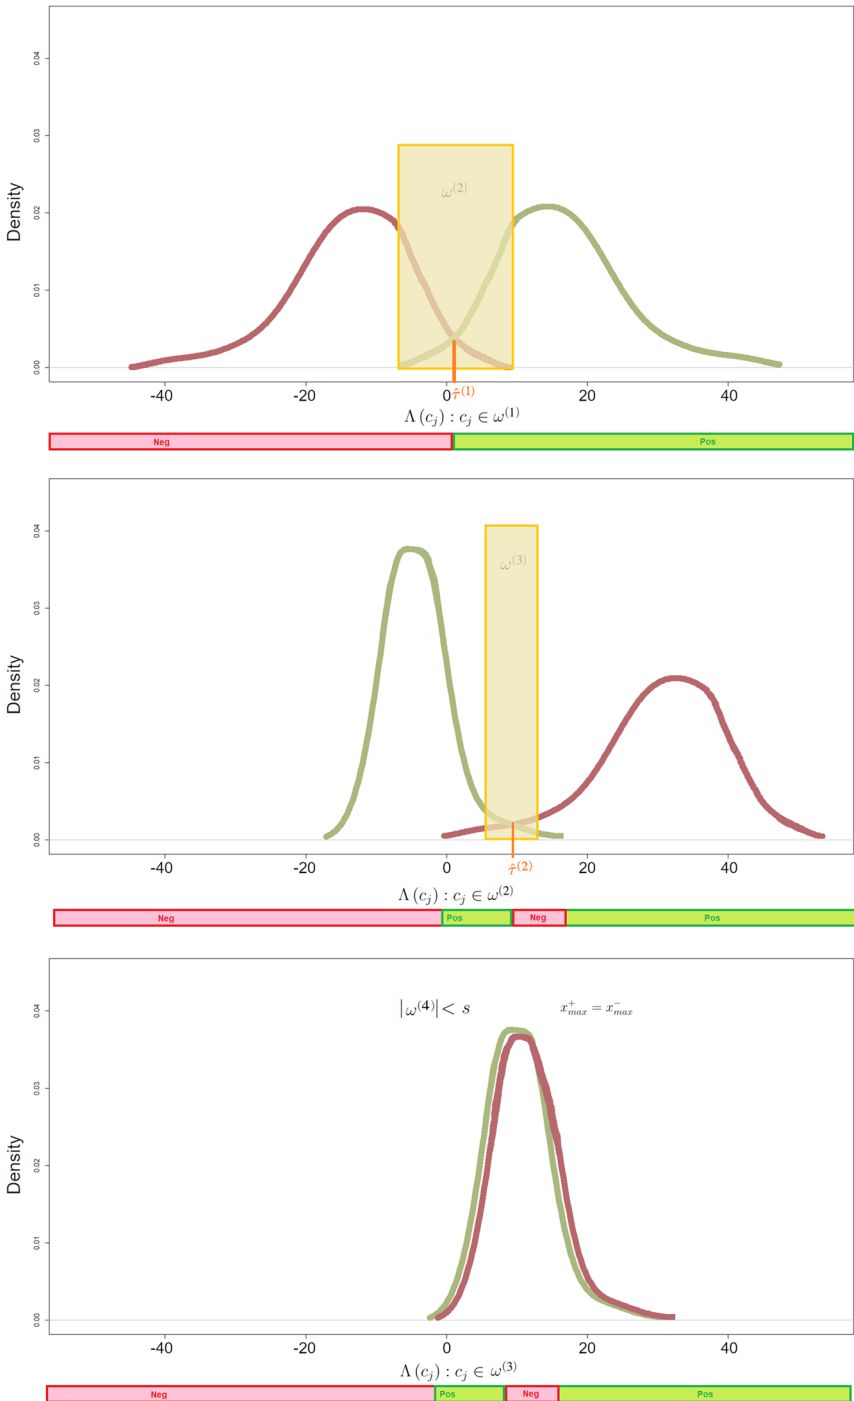 0.04
0.03
ω(2)
0.02
Density
0.01
0.00
-40 -20 0 20 40
τ̂(1)
Λ (cj) : cj ∈ ω(1)
Neg Pos
0.04
ω(3)
0.03
0.02
Density
0.01
0.00
-40 -20 0 20 40
τ̂(2)
Λ (cj) : cj ∈ ω(2)
Neg Pos Neg Pos
|ω(4)|< s x+max = x−max
0.04
0.03
0.02
Density
0.01
0.00
-40 -20 0 20 40
Λ (cj) : cj ∈ ω(3)
Neg Pos Neg Pos